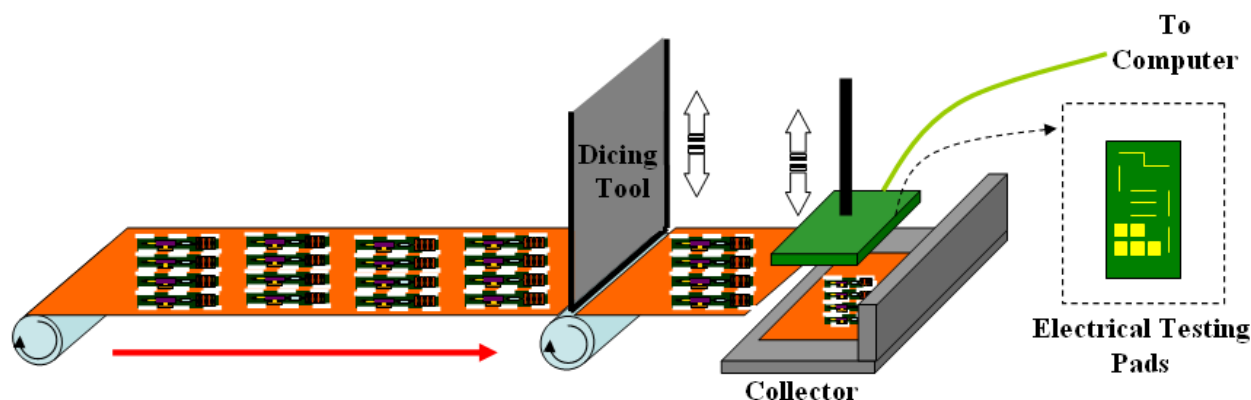 To
Computer
Dicing
Tool
Electrical Testing
Pads
Collector